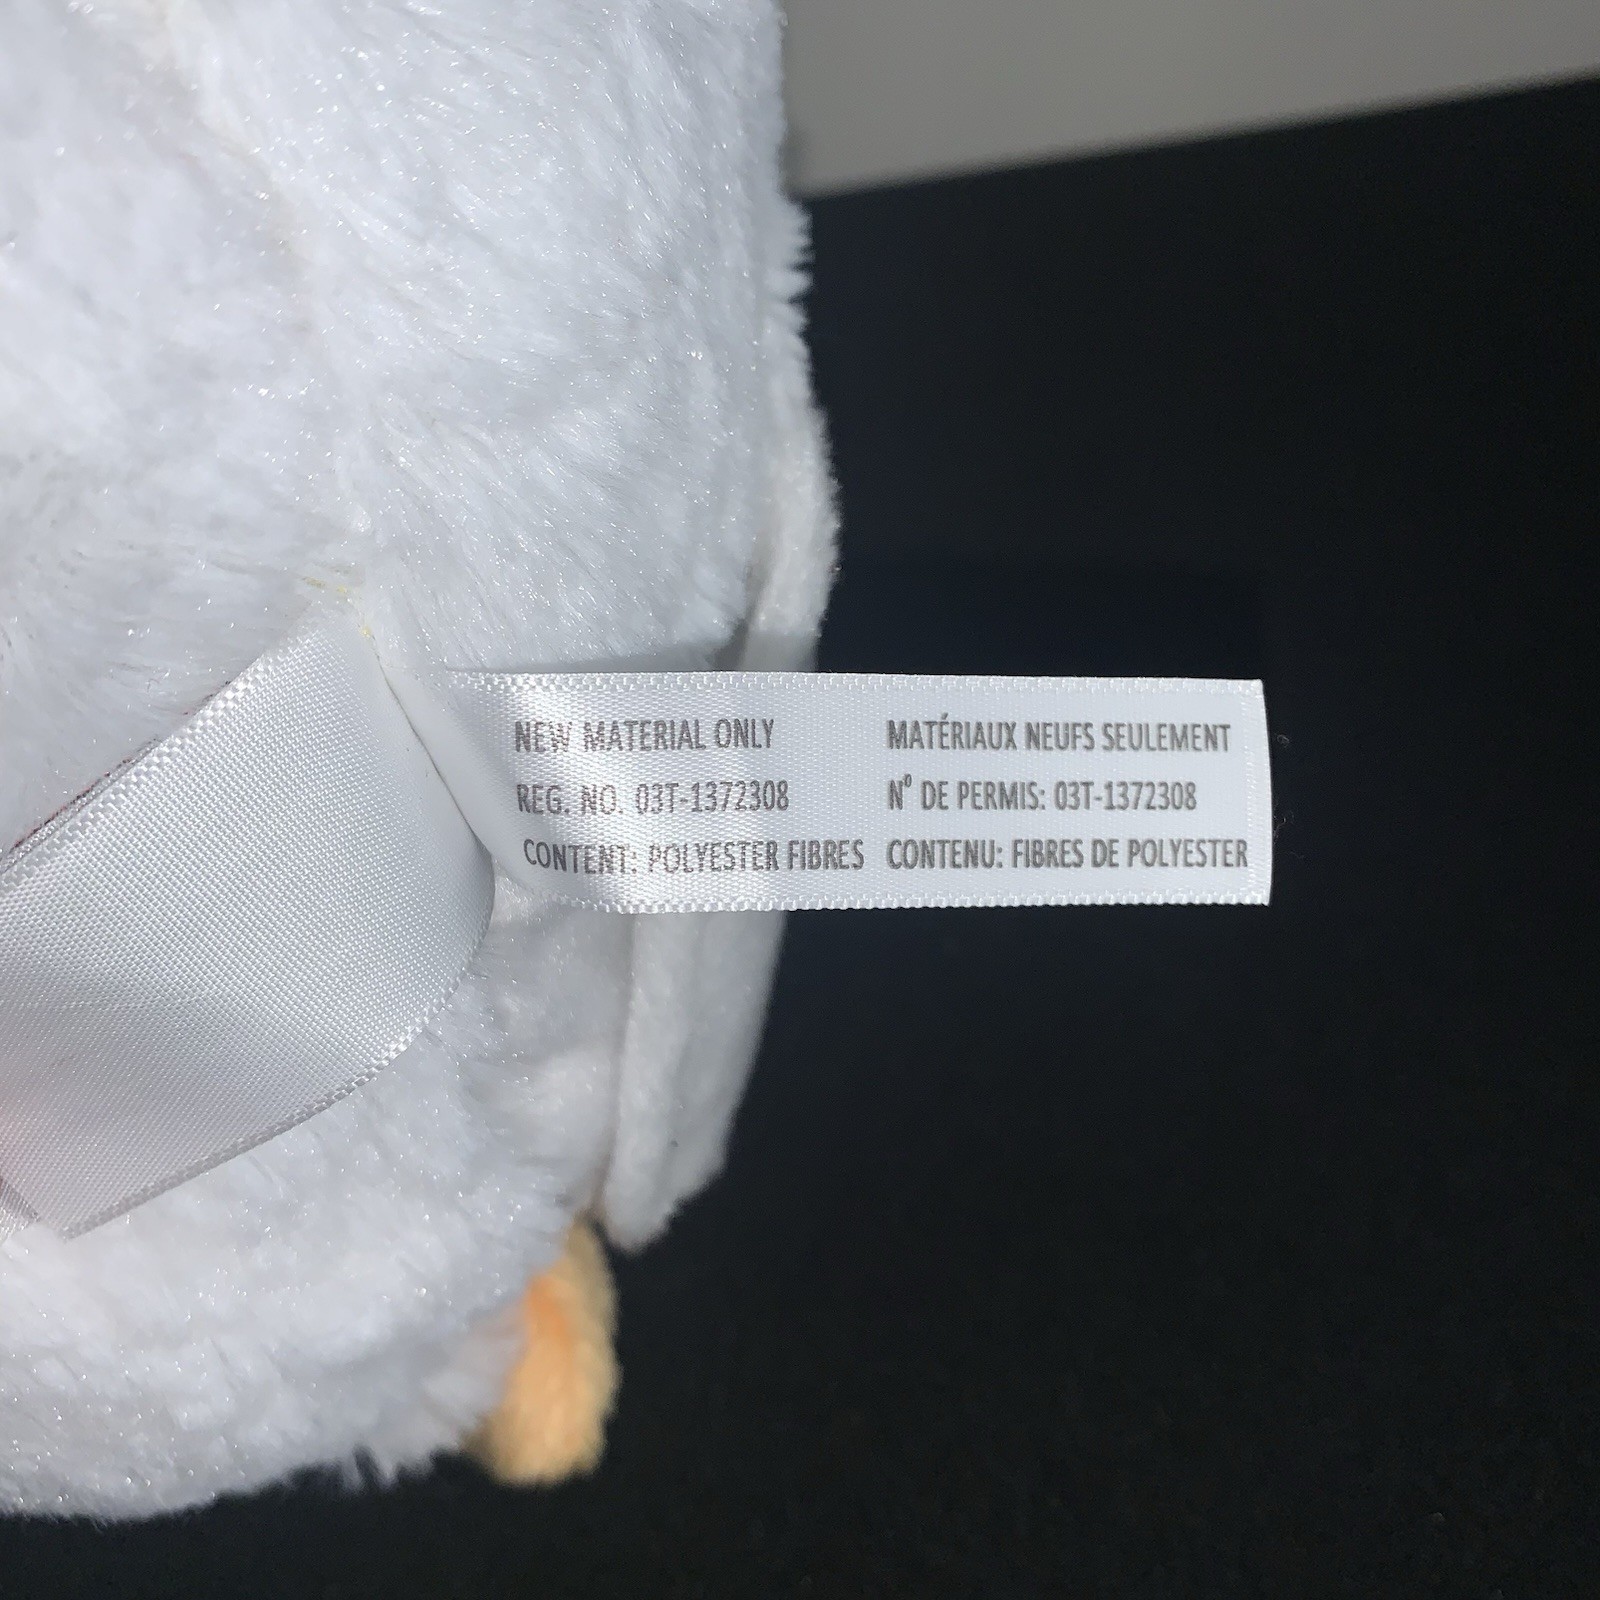 NEW MATERIAL ONLY
REG. NO. 03T-1372308
CONTENT: POLYESTER FIBRES
MATÉRIAUX NEUFS SEULEMENT
Nº DE PERMIS: 03T-1372308
CONTENU: FIBRES DE POLYESTER